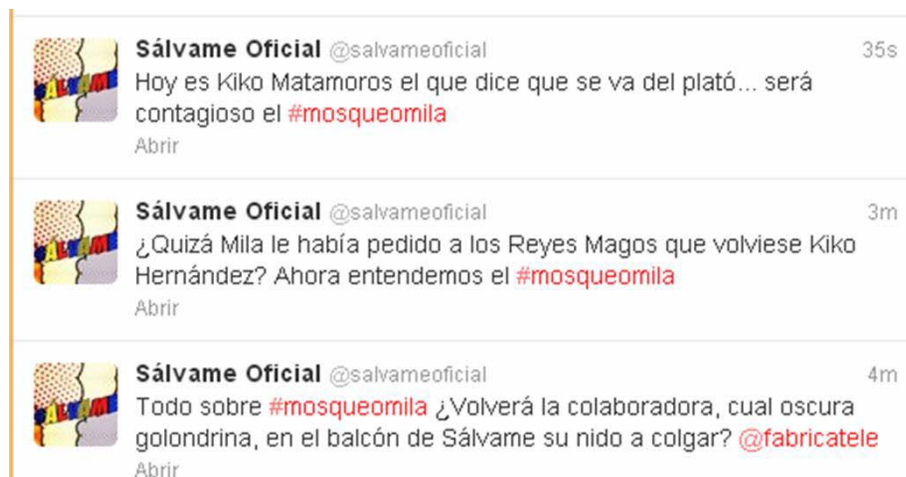 Sálvame Oficial @salvameoficial 35s
Hoy es Kiko Matamoros el que dice que se va del plató... será
contagioso el #mosqueomila
Abrir
Sálvame Oficial @salvameoficial 3m
¿Quizá Mila le había pedido a los Reyes Magos que volviese Kiko
Hernández? Ahora entendemos el #mosqueomila
Abrir
Sálvame Oficial @salvameoficial 4m
Todo sobre #mosqueomila ¿Volverá la colaboradora, cual oscura
golondrina, en el balcón de Sálvame su nido a colgar? @fabricatele
Abrir